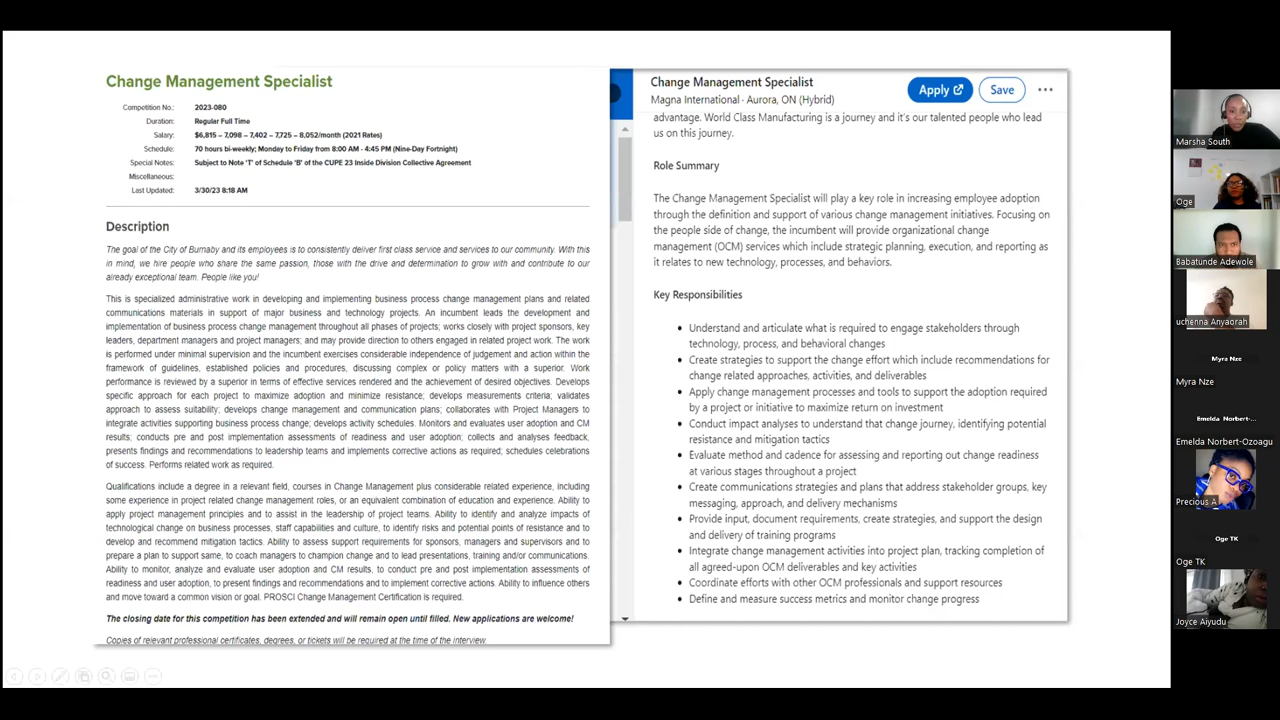 Change Management Specialist
Competition No.: 2023-080
Duration: Regular Full Time
Salary: $6,815 – 7,098 – 7,402 – 7,725 – 8,052/month (2021 Rates)
Schedule: 70 hours bi-weekly; Monday to Friday from 8:00 AM - 4:45 PM (Nine-Day Fortnight)
Special Notes: Subject to Note 'T' of Schedule 'B' of the CUPE 23 Inside Division Collective Agreement
Miscellaneous:
Last Updated: 3/30/23 8:18 AM
Description
The goal of the City of Burnaby and its employees is to consistently deliver first class service and services to our community. With this
in mind, we hire people who share the same passion, those with the drive and determination to grow with and contribute to our
already exceptional team. People like you!
This is specialized administrative work in developing and implementing business process change management plans and related
communications materials in support of major business and technology projects. An incumbent leads the development and
implementation of business process change management throughout all phases of projects; works closely with project sponsors, key
leaders, department managers and project managers; and may provide direction to others engaged in related project work. The work
is performed under minimal supervision and the incumbent exercises considerable independence of judgement and action within the
framework of guidelines, established policies and procedures, discussing complex or policy matters with a superior. Work
performance is reviewed by a superior in terms of effective services rendered and the achievement of desired objectives. Develops
specific approach for each project to maximize adoption and minimize resistance; develops measurements criteria; validates
approach to assess suitability; develops change management and communication plans; collaborates with Project Managers to
integrate activities supporting business process change; develops activity schedules. Monitors and evaluates user adoption and CM
results; conducts pre and post implementation assessments of readiness and user adoption; collects and analyses feedback,
presents findings and recommendations to leadership teams and implements corrective actions as required; schedules celebrations
of success. Performs related work as required.
Qualifications include a degree in a relevant field, courses in Change Management plus considerable related experience, including
some experience in project related change management roles, or an equivalent combination of education and experience. Ability to
apply project management principles and to assist in the leadership of project teams. Ability to identify and analyze impacts of
technological change on business processes, staff capabilities and culture, to identify risks and potential points of resistance and to
develop and recommend mitigation tactics. Ability to assess support requirements for sponsors, managers and supervisors and to
prepare a plan to support same, to coach managers to champion change and to lead presentations, training and/or communications.
Ability to monitor, analyze and evaluate user adoption and CM results, to conduct pre and post implementation assessments of
readiness and user adoption, to present findings and recommendations and to implement corrective actions. Ability to influence others
and move toward a common vision or goal. PROSCI Change Management Certification is required.
The closing date for this competition has been extended and will remain open until filled. New applications are welcome!
Copies of relevant professional certificates, degrees, or tickets will be required at the time of the interview.
Change Management Specialist
Magna International · Aurora, ON (Hybrid)
Apply
Save
advantage. World Class Manufacturing is a journey and it's our talented people who lead
us on this journey.
Role Summary
The Change Management Specialist will play a key role in increasing employee adoption
through the definition and support of various change management initiatives. Focusing on
the people side of change, the incumbent will provide organizational change
management (OCM) services which include strategic planning, execution, and reporting as
it relates to new technology, processes, and behaviors.
Key Responsibilities
• Understand and articulate what is required to engage stakeholders through
technology, process, and behavioral changes
• Create strategies to support the change effort which include recommendations for
change related approaches, activities, and deliverables
• Apply change management processes and tools to support the adoption required
by a project or initiative to maximize return on investment
• Conduct impact analyses to understand that change journey, identifying potential
resistance and mitigation tactics
• Evaluate method and cadence for assessing and reporting out change readiness
at various stages throughout a project
• Create communications strategies and plans that address stakeholder groups, key
messaging, approach, and delivery mechanisms
• Provide input, document requirements, create strategies, and support the design
and delivery of training programs
• Integrate change management activities into project plan, tracking completion of
all agreed-upon OCM deliverables and key activities
• Coordinate efforts with other OCM professionals and support resources
• Define and measure success metrics and monitor change progress
Marsha South
Oge
Babatunde Adewole
uchenna Anyaorah
Myra Nze
Myra Nze
Emelda Norbert-...
Emelda Norbert-Ozoagu
Precious A
Oge TK
Oge TK
Joyce Aiyudu